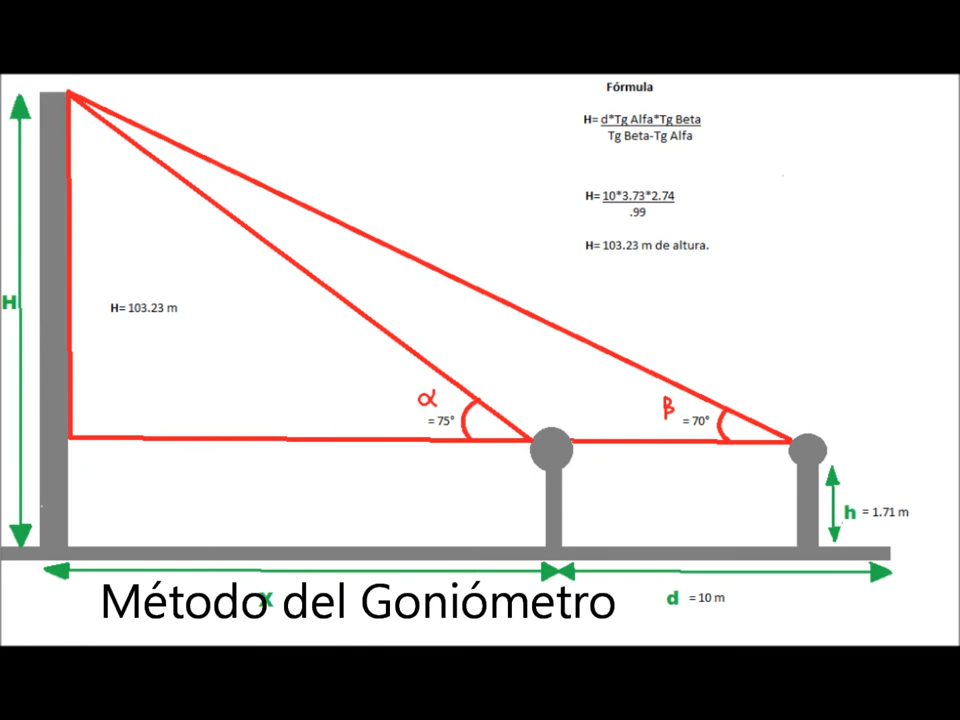 Fórmula
H= d*Tg Alfa*Tg Beta
Tg Beta-Tg Alfa
H= 10*3.73*2.74
.99
H= 103.23 m de altura.
H
H= 103.23 m
α
= 75°
β
= 70°
h = 1.71 m
x
d = 10 m
Método del Goniómetro